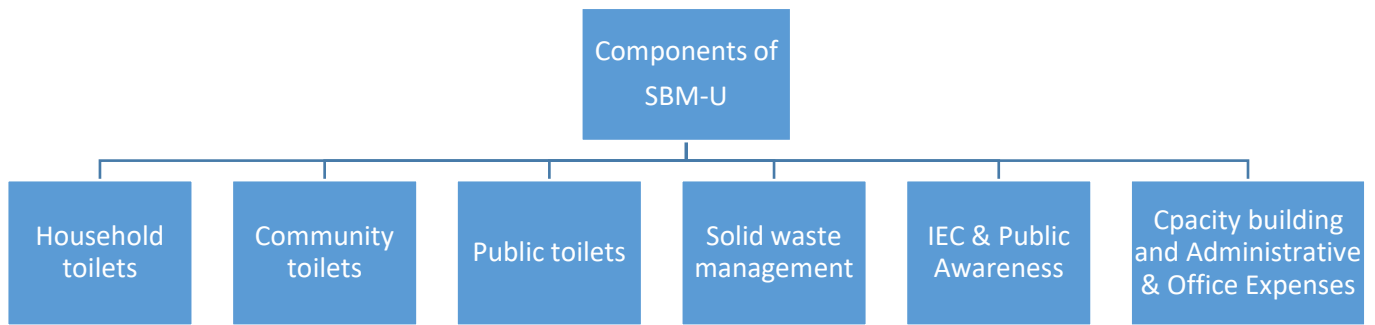 Components of
SBM-U
Household
toilets
Community
toilets
Public toilets
Solid waste
management
IEC & Public
Awareness
Cpacity building
and Administrative
& Office Expenses